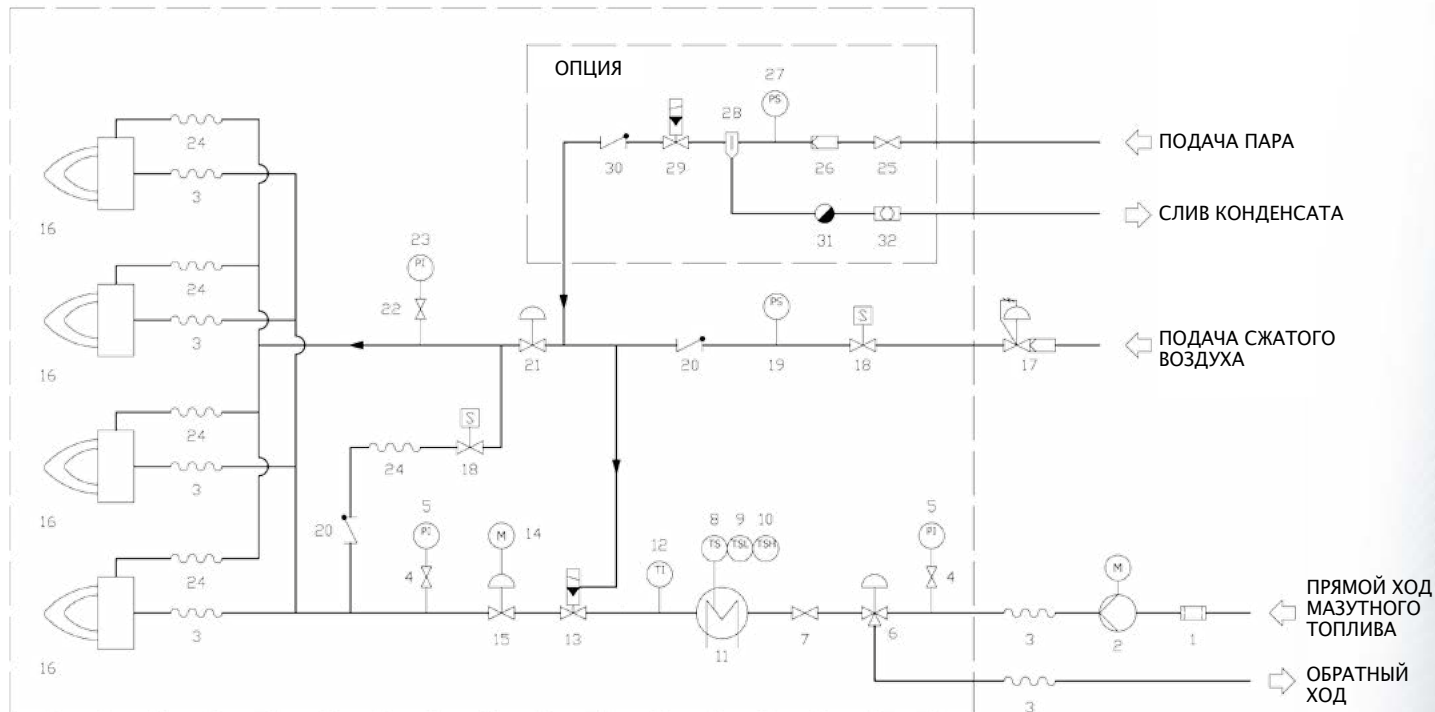 ОПЦИЯ
27
PS
28
24
30
29
26
25
ПОДАЧА ПАРА
3
16
31
32
СЛИВ КОНДЕНСАТА
23
PI
24
22
PS
S
3
21
20
19
18
17
ПОДАЧА СЖАТОГО
ВОЗДУХА
16
S
24
24
18
3
5
8
9
10
5
16
20
PI
M
14
12
TS
TSL
TSH
PI
24
4
TI
4
M
ПРЯМОЙ ХОД
МАЗУТНОГО
ТОПЛИВА
3
15
13
11
7
6
3
2
1
16
ОБРАТНЫЙ
ХОД
3